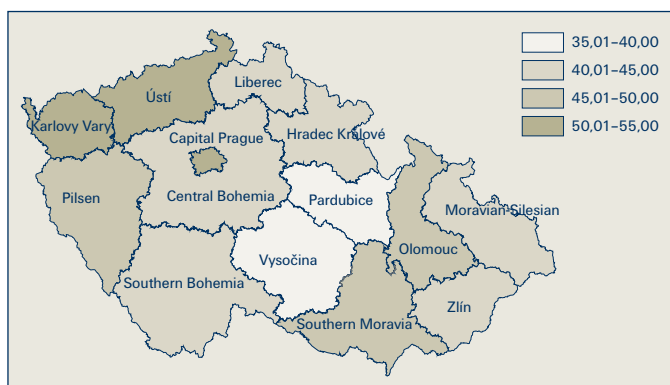 35,01–40,00
40,01–45,00
45,01–50,00
50,01–55,00
Liberec
Ústí
Karlovy Vary
Capital Prague
Hradec Králové
Pilsen
Central Bohemia
Pardubice
Moravian-Silesian
Olomouc
Vysočina
Southern Bohemia
Zlín
Southern Moravia